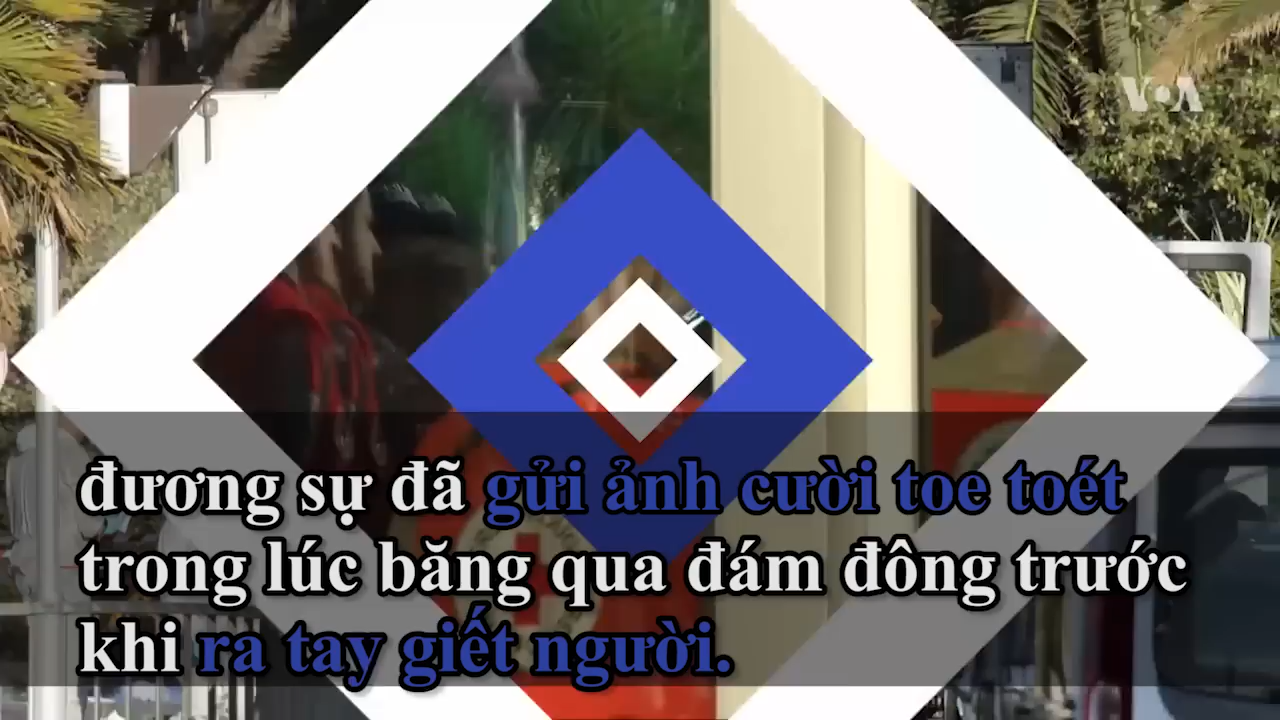 VOA
đương sự đã gửi ảnh cười toe toét
trong lúc băng qua đám đông trước
khi ra tay giết người.